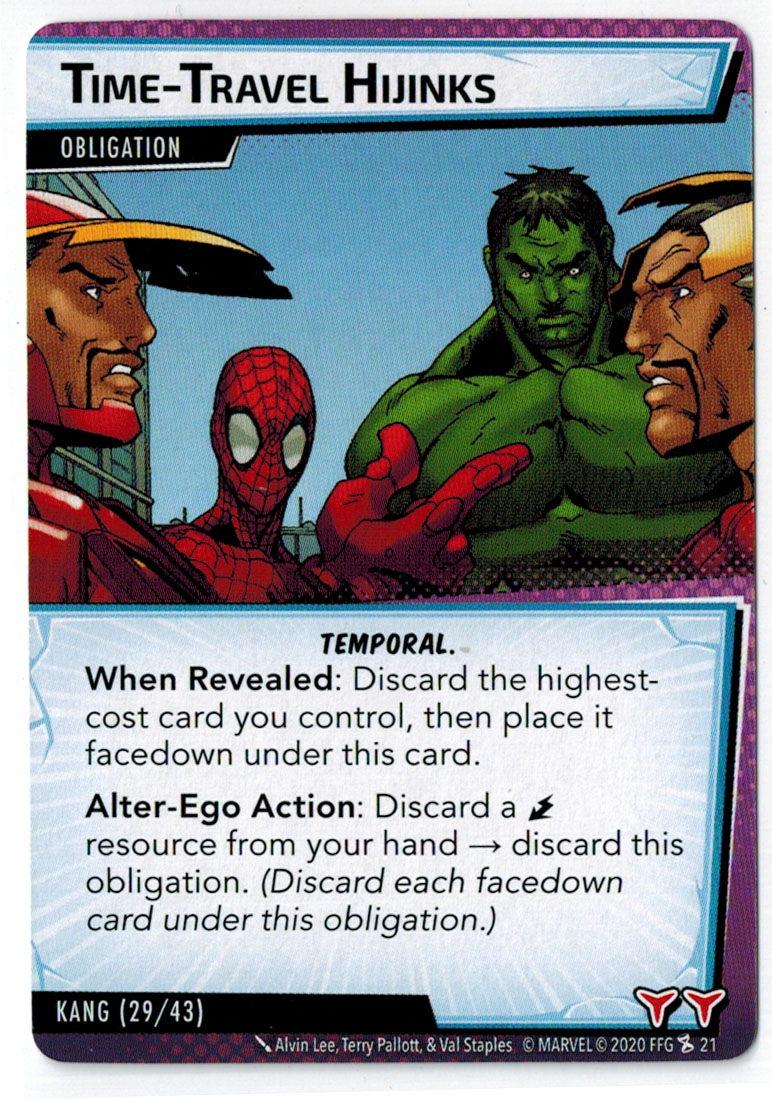 TIME-TRAVEL HIJINKS
OBLIGATION
TEMPORAL.
When Revealed: Discard the highest-
cost card you control, then place it
facedown under this card.
Alter-Ego Action: Discard a
resource from your hand → discard this
obligation. (Discard each facedown
card under this obligation.)
KANG (29/43)
Alvin Lee, Terry Pallott, & Val Staples © MARVEL © 2020 FFG 21